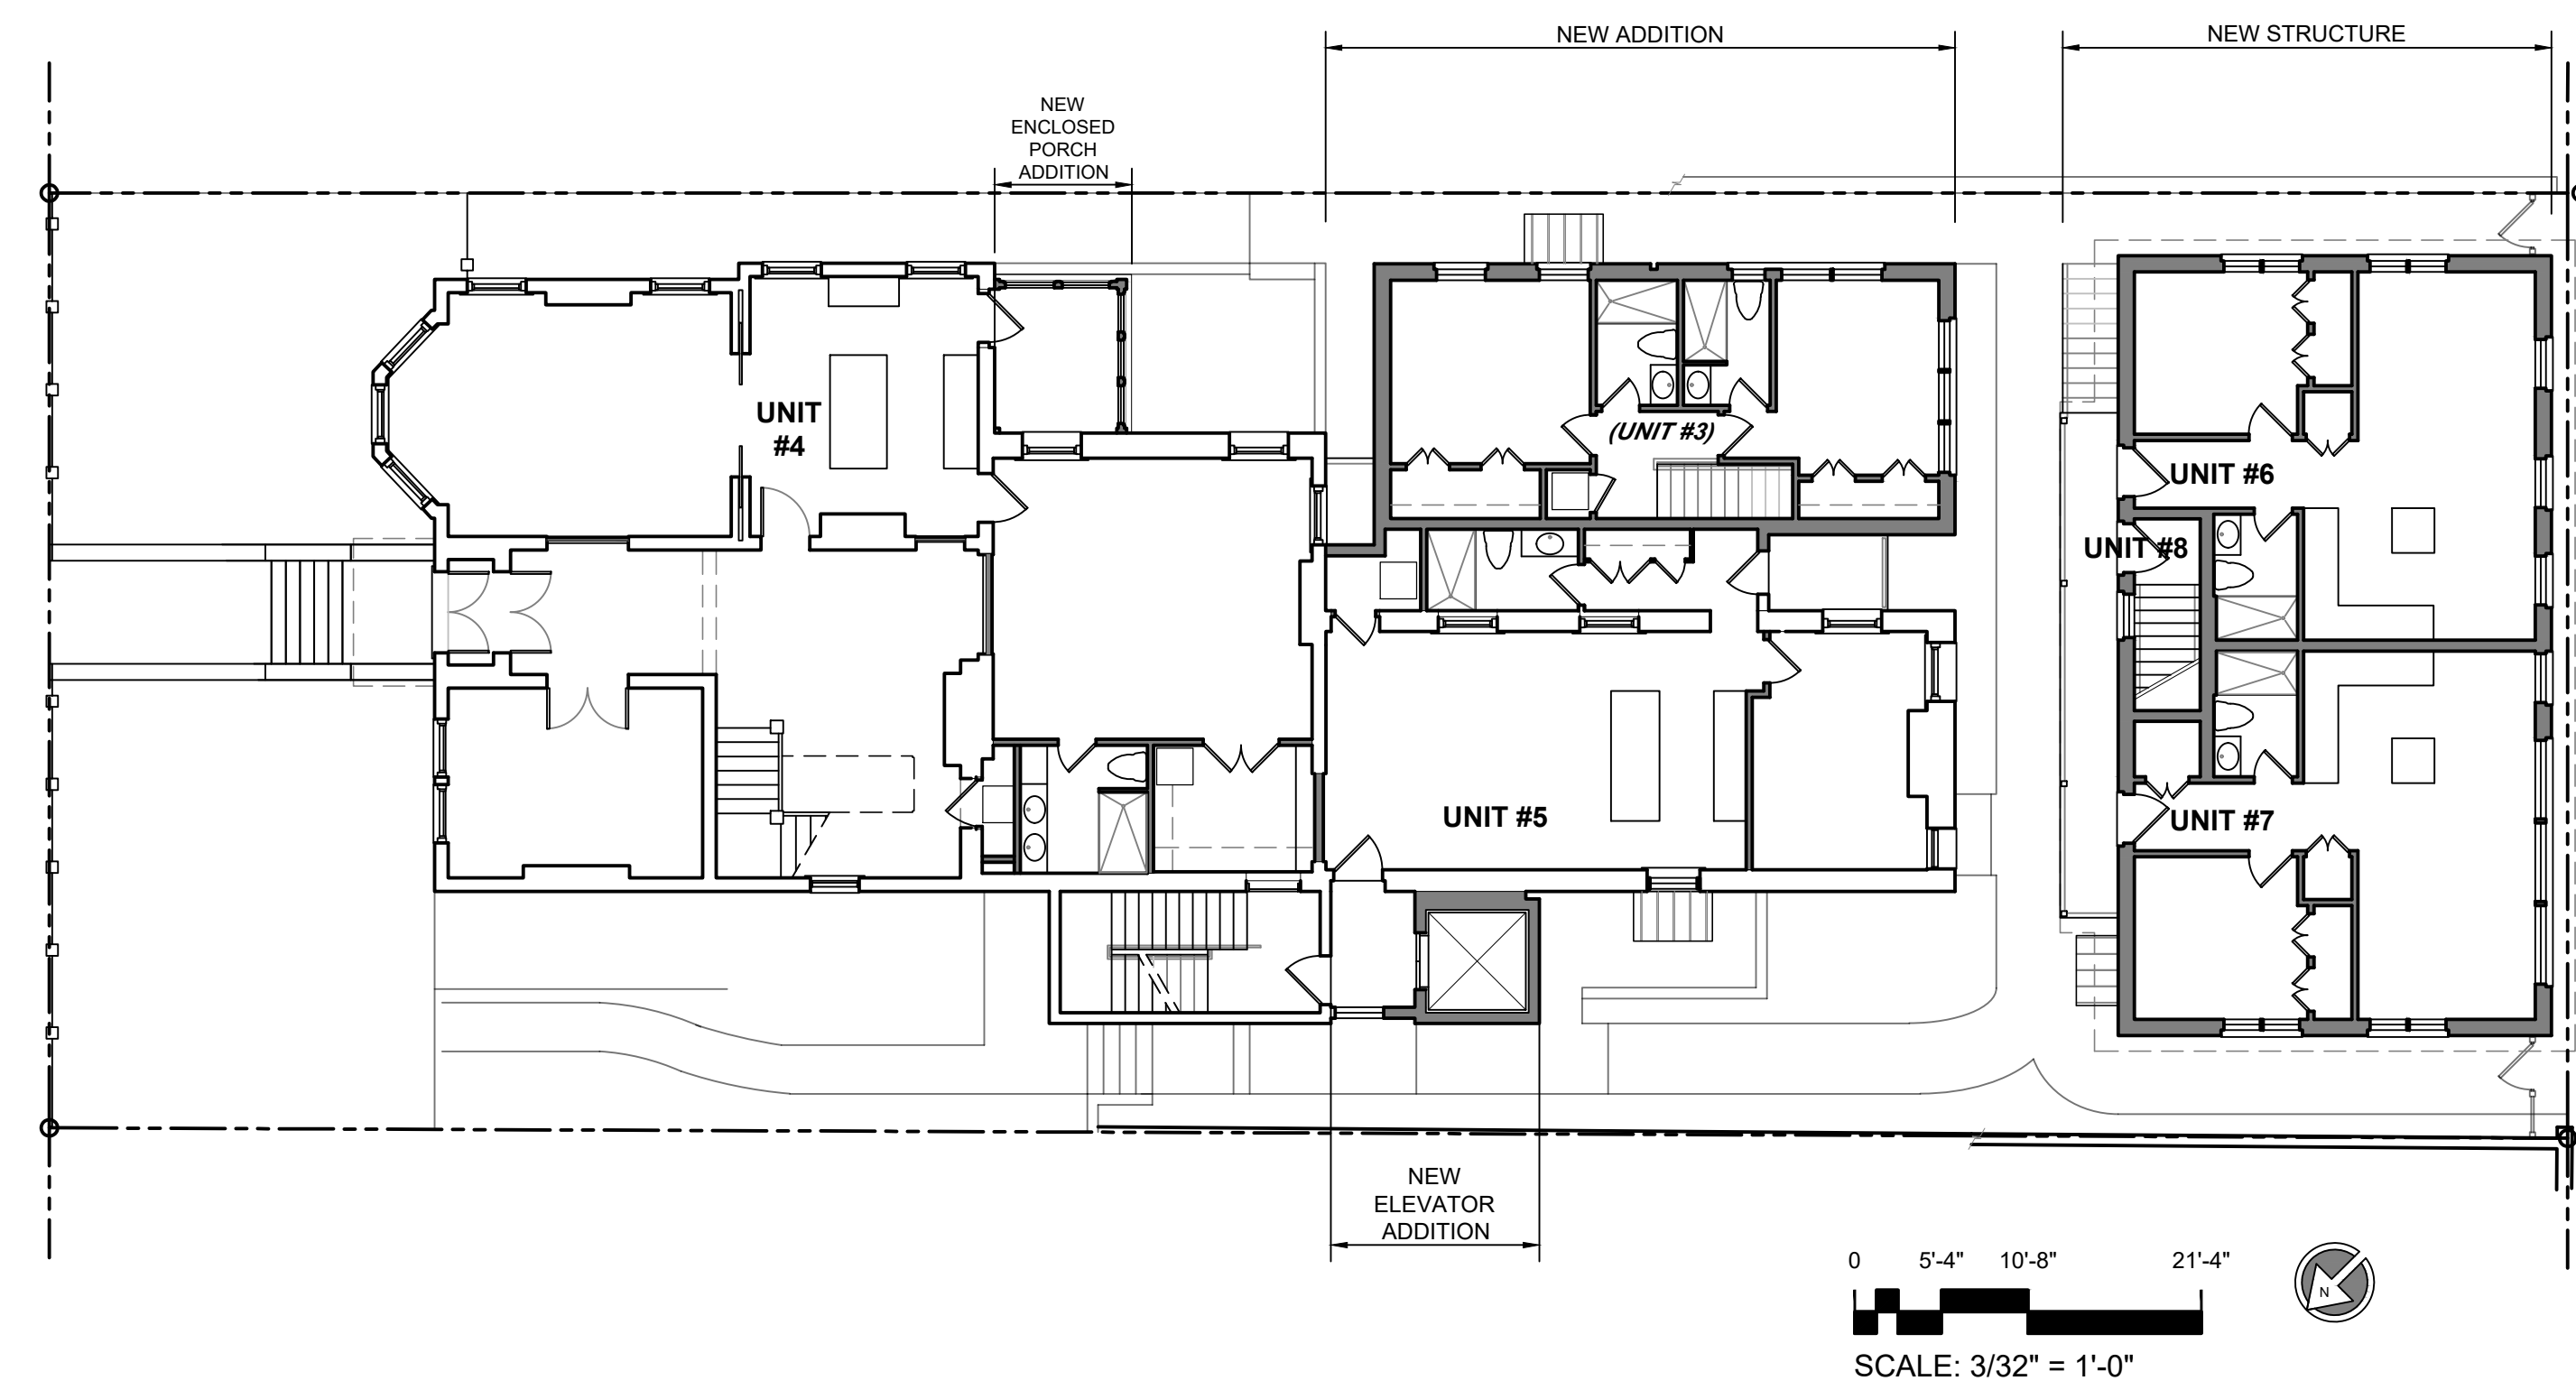 NEW ADDITION
NEW STRUCTURE
NEW
ENCLOSED
PORCH
ADDITION
UNIT
#4
(UNIT #3)
UNIT #6
UNIT #8
UNIT #5
UNIT #7
NEW
ELEVATOR
ADDITION
0 5'-4" 10'-8" 21'-4"
N
SCALE: 3/32" = 1'-0"